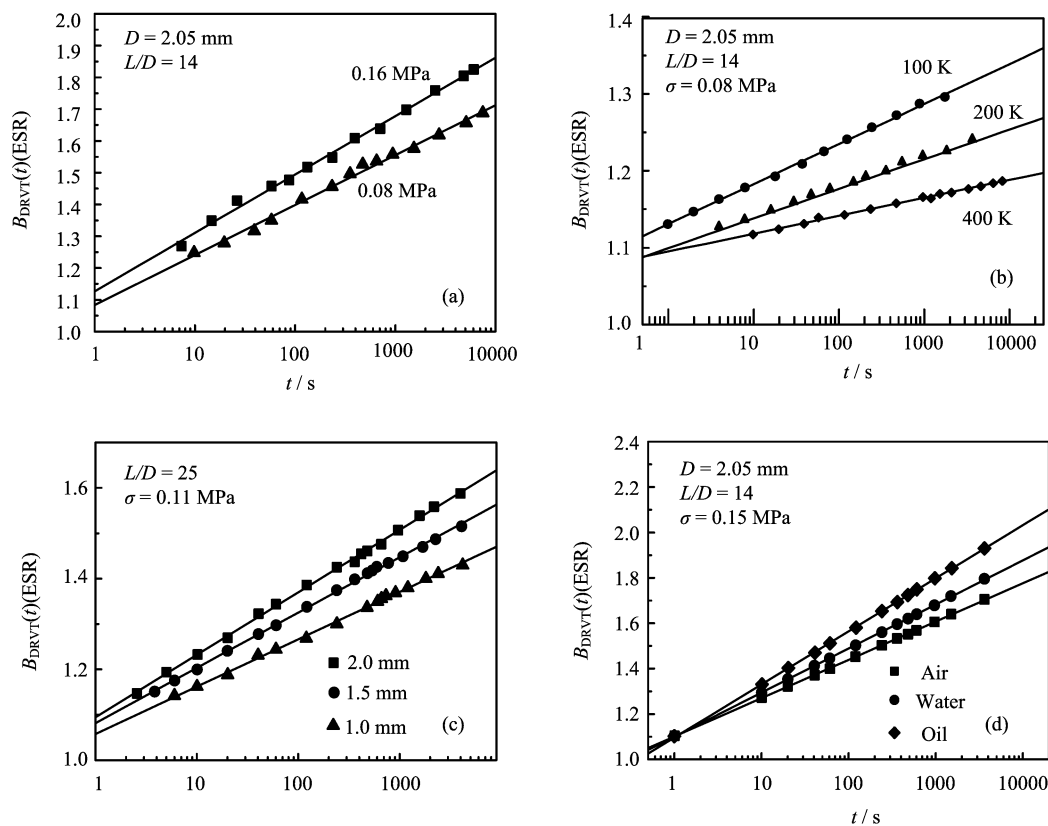 2.0
1.9
1.8
1.7
1.6
1.5
1.4
1.3
1.2
1.1
1.0
B_DRVT(t)(ESR)
D = 2.05 mm
L/D = 14
0.16 MPa
0.08 MPa
(a)
1 10 100 1000 10000
t / s
1.4
1.3
1.2
1.1
1.0
B_DRVT(t)(ESR)
D = 2.05 mm
L/D = 14
σ = 0.08 MPa
100 K
200 K
400 K
(b)
1 10 100 1000 10000
t / s
1.6
1.4
1.2
1.0
B_DRVT(t)(ESR)
L/D = 25
σ = 0.11 MPa
2.0 mm
1.5 mm
1.0 mm
(c)
1 10 100 1000
2.4
2.2
2.0
1.8
1.6
1.4
1.2
1.1
1.0
B_DRVT(t)(ESR)
D = 2.05 mm
L/D = 14
σ = 0.15 MPa
Air
Water
Oil
(d)
1 10 100 1000 10000
t / s